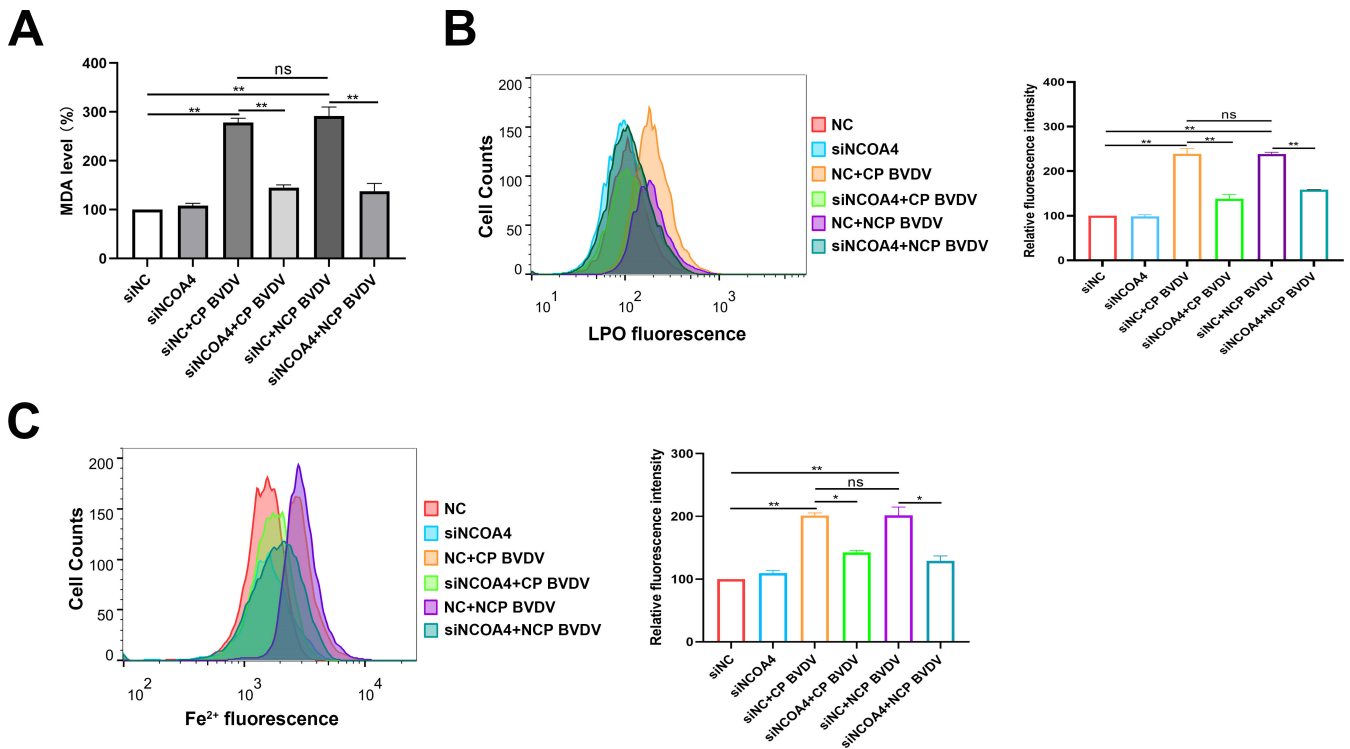 A
400
300
200
100
0
MDA level (%)
ns
**
**
**
**
siNC
siNCOA4
siNC+CP BVDV
siNCOA4+CP BVDV
siNC+NCP BVDV
siNCOA4+NCP BVDV
B
200
150
100
50
0
Cell Counts
10¹
10²
10³
LPO fluorescence
NC
siNCOA4
NC+CP BVDV
siNCOA4+CP BVDV
NC+NCP BVDV
siNCOA4+NCP BVDV
400
300
200
100
0
Relative fluorescence intensity
ns
**
**
**
**
siNC
siNCOA4
siNC+CP BVDV
siNCOA4+CP BVDV
siNC+NCP BVDV
siNCOA4+NCP BVDV
C
200
150
100
50
0
Cell Counts
10²
10³
10⁴
Fe²⁺ fluorescence
NC
siNCOA4
NC+CP BVDV
siNCOA4+CP BVDV
NC+NCP BVDV
siNCOA4+NCP BVDV
300
200
100
0
Relative fluorescence intensity
**
ns
**
*
*
siNC
siNCOA4
siNC+CP BVDV
siNCOA4+CP BVDV
siNC+NCP BVDV
siNCOA4+NCP BVDV